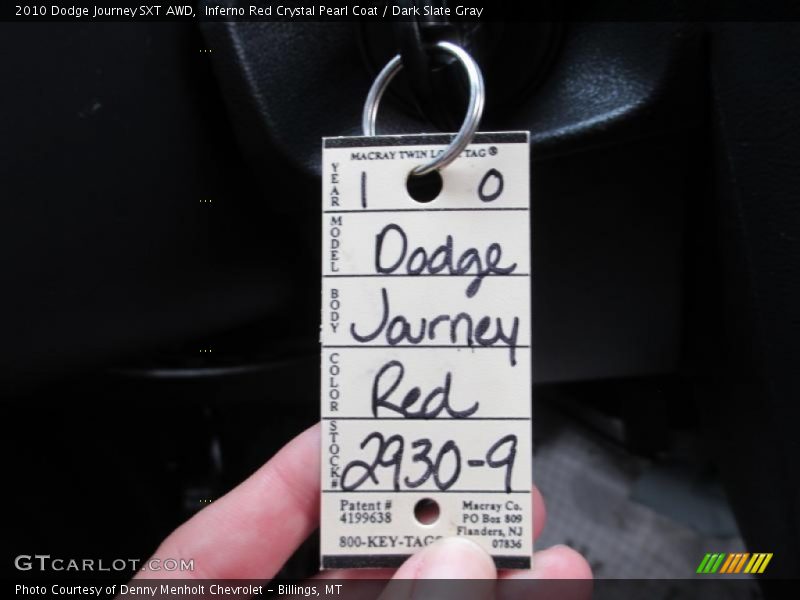 2010 Dodge Journey SXT AWD, Inferno Red Crystal Pearl Coat / Dark Slate Gray
MACRAY TWIN TAG®
YEAR 1 0
MODEL Dodge
BODY Journey
COLOR Red
STOCK# 2930-9
Patent #
4199638
800-KEY-TAGS
Macray Co.
PO Box 809
Flanders, NJ
07836
GTCARLOT.COM
Photo Courtesy of Denny Menholt Chevrolet - Billings, MT